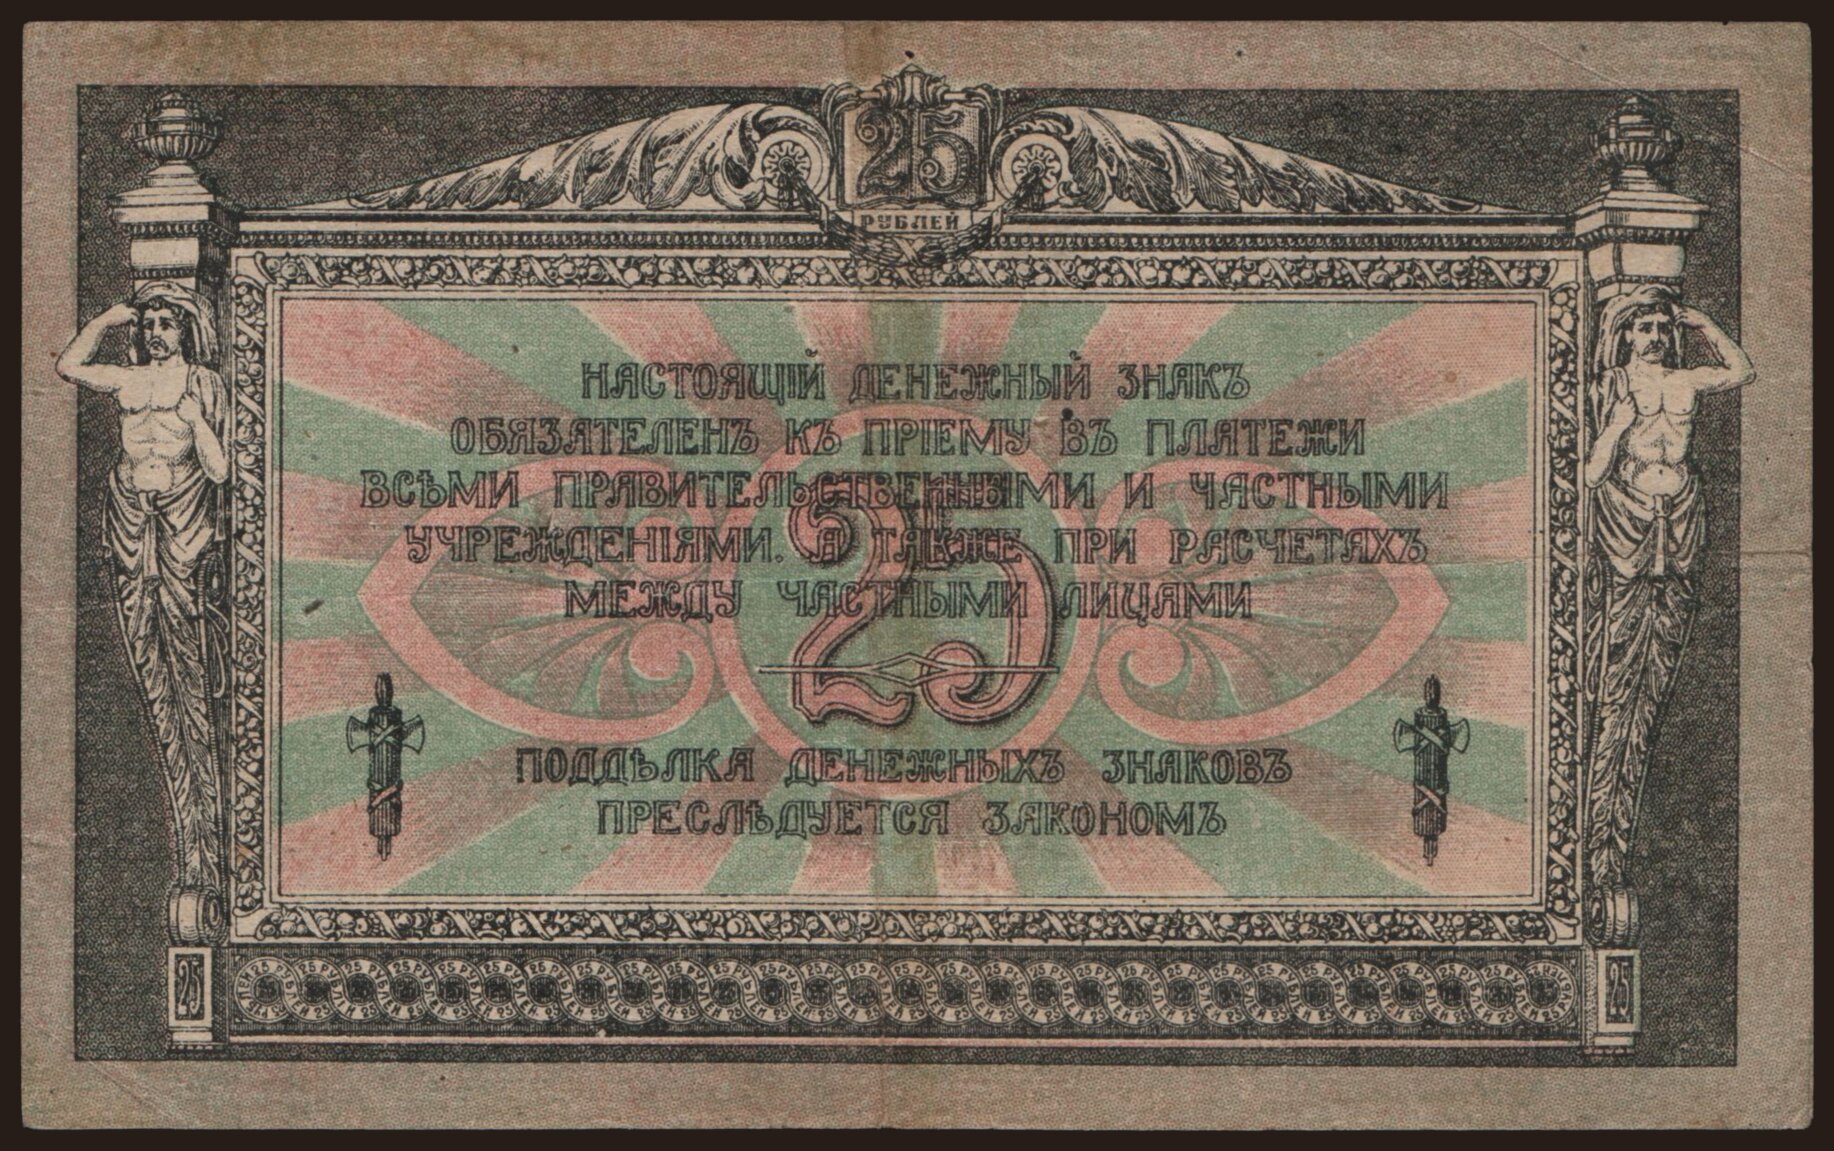 25
РУБЛЕЙ
НАСТОЯЩІЙ ДЕНЕЖНЫЙ ЗНАКЪ
ОБЯЗАТЕЛЕНЪ КЪ ПРІЕМУ ВЪ ПЛАТЕЖИ
ВСѢМИ ПРАВИТЕЛЬСТВЕННЫМИ И ЧАСТНЫМИ
УЧРЕЖДЕНІЯМИ. А ТАКЖЕ ПРИ РАСЧЕТАХЪ
МЕЖДУ ЧАСТНЫМИ ЛИЦАМИ
25
ПОДДѢЛКА ДЕНЕЖНЫХЪ ЗНАКОВЪ
ПРЕСЛѢДУЕТСЯ ЗАКОНОМЪ
25
25